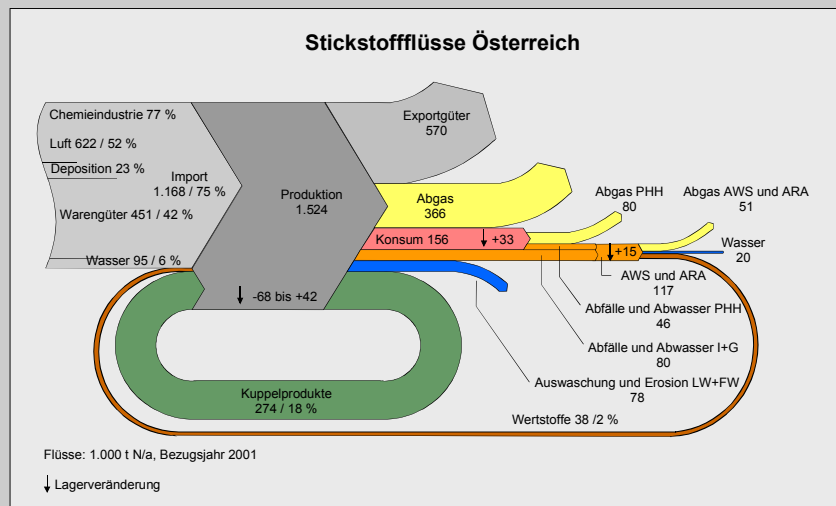 Stickstoffflüsse Österreich
Chemieindustrie 77 %
Luft 622 / 52 %
Deposition 23 %
Import
1.168 / 75 %
Warengüter 451 / 42 %
Wasser 95 / 6 %
Produktion
1.524
-68 bis +42
Exportgüter
570
Abgas
366
Konsum 156
+33
Abgas PHH
80
Abgas AWS und ARA
51
+15
Wasser
20
AWS und ARA
117
Abfälle und Abwasser PHH
46
Abfälle und Abwasser I+G
80
Auswaschung und Erosion LW+FW
78
Kuppelprodukte
274 / 18 %
Wertstoffe 38 /2 %
Flüsse: 1.000 t N/a, Bezugsjahr 2001
Lagerveränderung